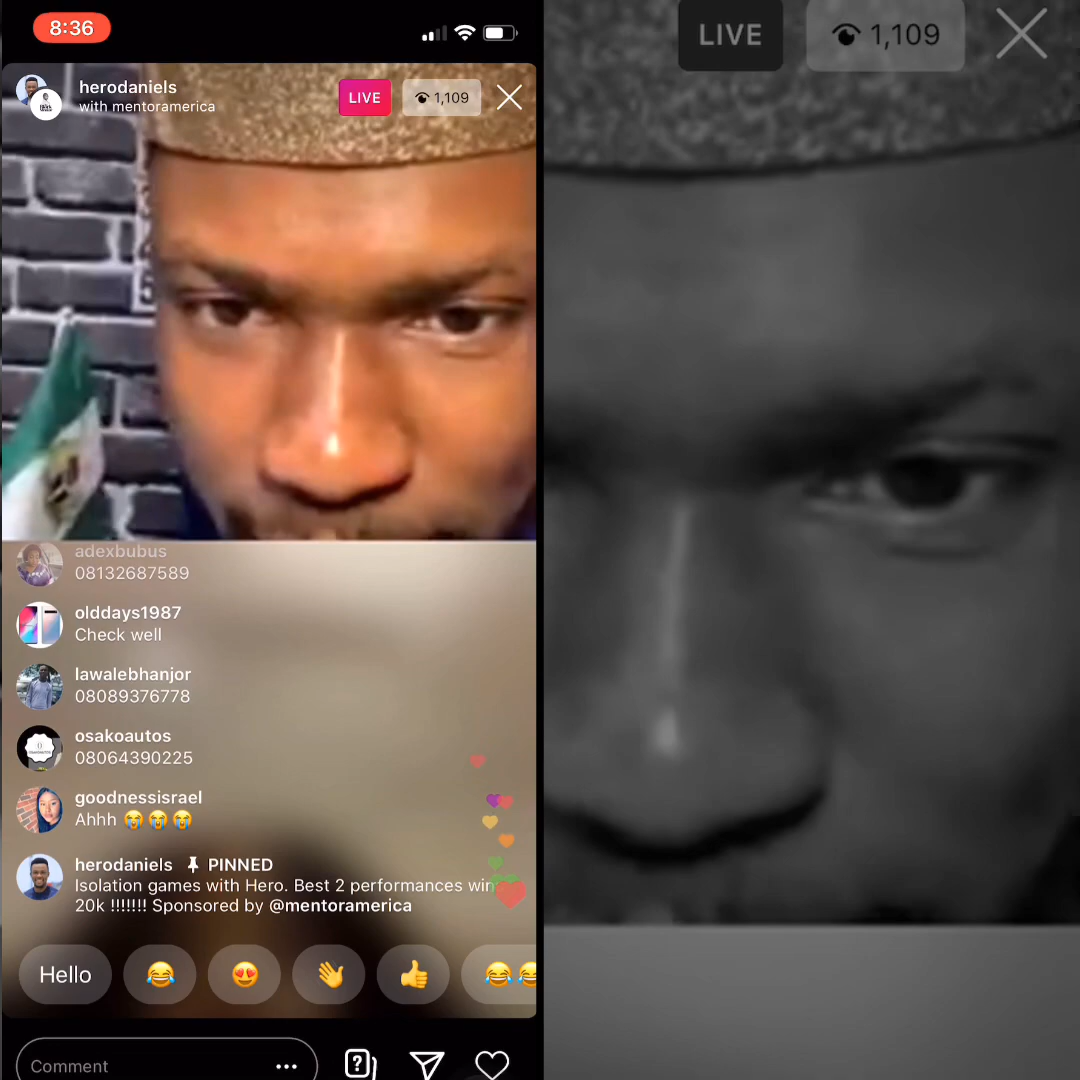 8:36
herodaniels
with mentoramerica
LIVE
1,109
LIVE
1,109
adexbubus
08132687589
olddays1987
Check well
lawalebhanjor
08089376778
osakoautos
08064390225
goodnessisrael
Ahhh 😭😭😭
herodaniels PINNED
Isolation games with Hero. Best 2 performances win
20k !!!!!!! Sponsored by @mentoramerica
Hello
Comment